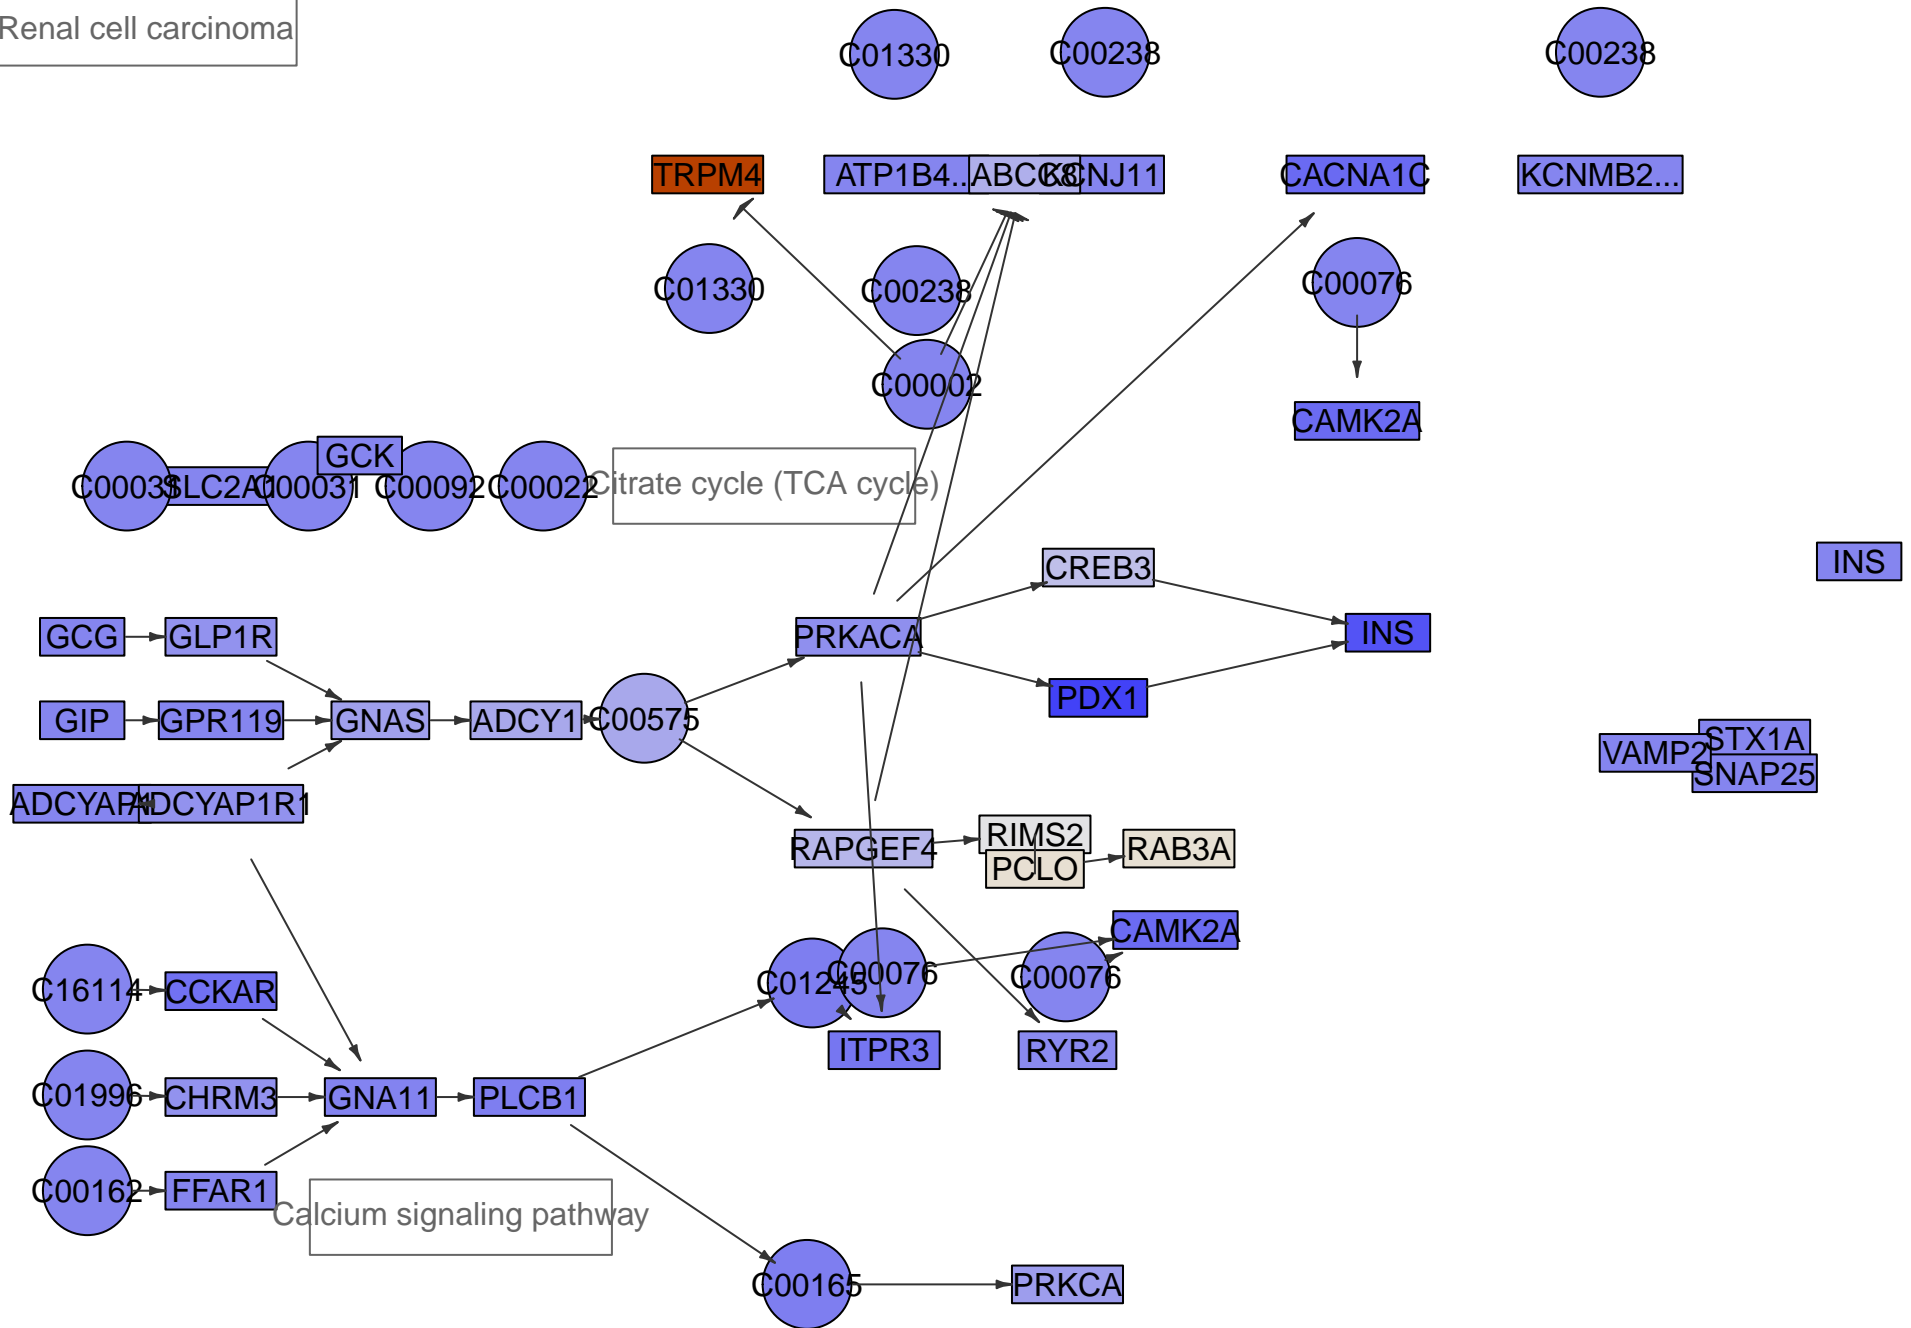 Renal cell carcinoma
C01330
C00238
C00238
TRPM4
ATP1B4...
ABCC8
KCNJ11
CACNA1C
KCNMB2...
C01330
C00238
C00076
C00002
CAMK2A
GCK
C00031
SLC2A1
C00031
C00092
C00022
Citrate cycle (TCA cycle)
CREB3
INS
GCG
GLP1R
PRKACA
INS
PDX1
GIP
GPR119
GNAS
ADCY1
C00575
STX1A
VAMP2
SNAP25
ADCYAP1
ADCYAP1R1
RIMS2
RAPGEF4
RAB3A
PCLO
CAMK2A
C16114
CCKAR
C01245
C00076
C00076
ITPR3
RYR2
C01996
CHRM3
GNA11
PLCB1
C00162
FFAR1
Calcium signaling pathway
C00165
PRKCA